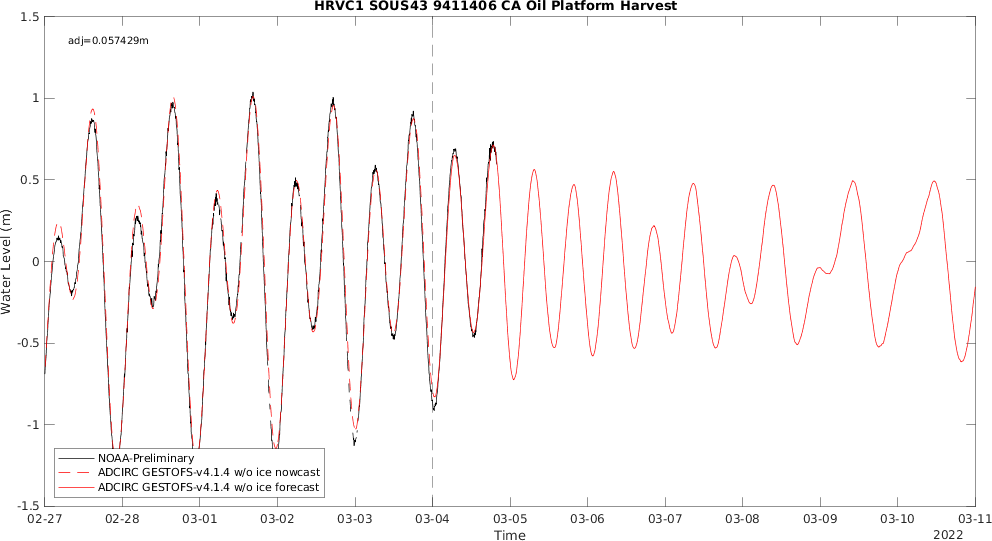 HRVC1 SOUS43 9411406 CA Oil Platform Harvest
adj=0.057429m
1.5
1
0.5
0
-0.5
-1
-1.5
Water Level (m)
NOAA-Preliminary
ADCIRC GESTOFS-v4.1.4 w/o ice nowcast
ADCIRC GESTOFS-v4.1.4 w/o ice forecast
02-27 02-28 03-01 03-02 03-03 03-04 03-05 03-06 03-07 03-08 03-09 03-10 03-11
Time
2022